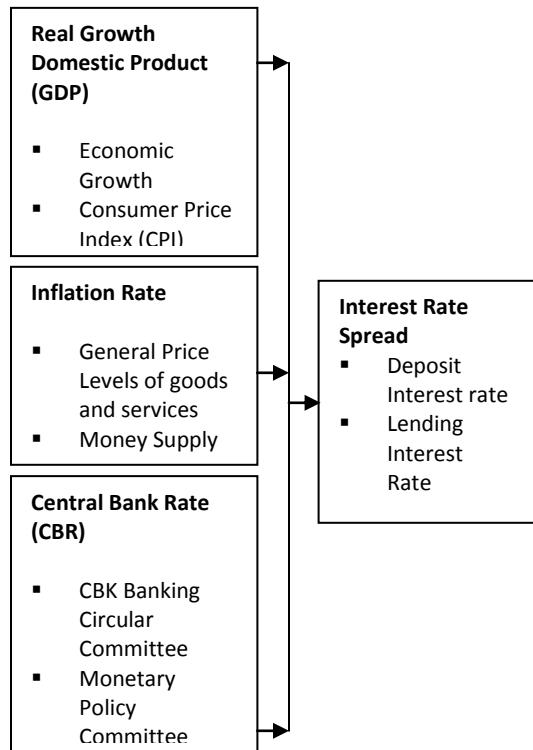 Real Growth
Domestic Product
(GDP)
▪ Economic
Growth
▪ Consumer Price
Index (CPI)
Inflation Rate
▪ General Price
Levels of goods
and services
▪ Money Supply
Central Bank Rate
(CBR)
▪ CBK Banking
Circular
Committee
▪ Monetary
Policy
Committee
Interest Rate
Spread
▪ Deposit
Interest rate
▪ Lending
Interest
Rate